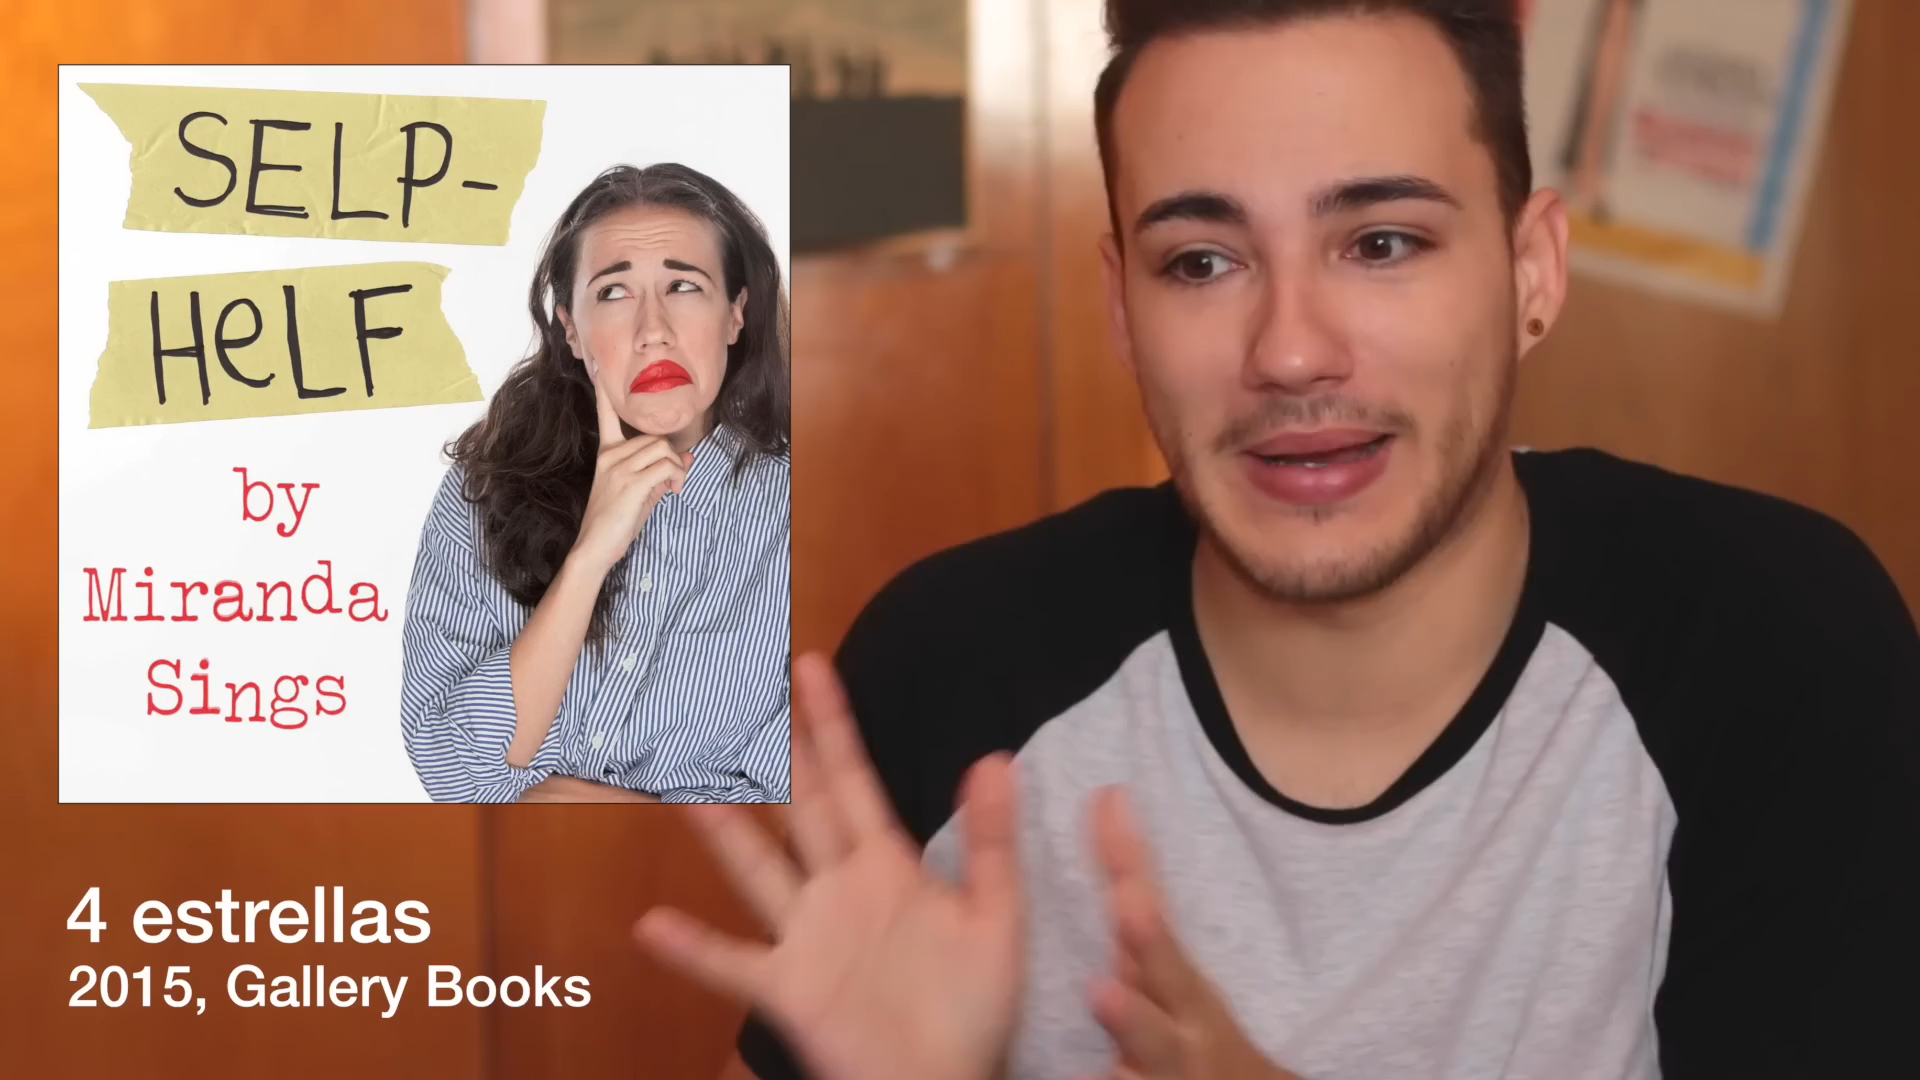 SELP-
HeLF
by
Miranda
Sings
4 estrellas
2015, Gallery Books